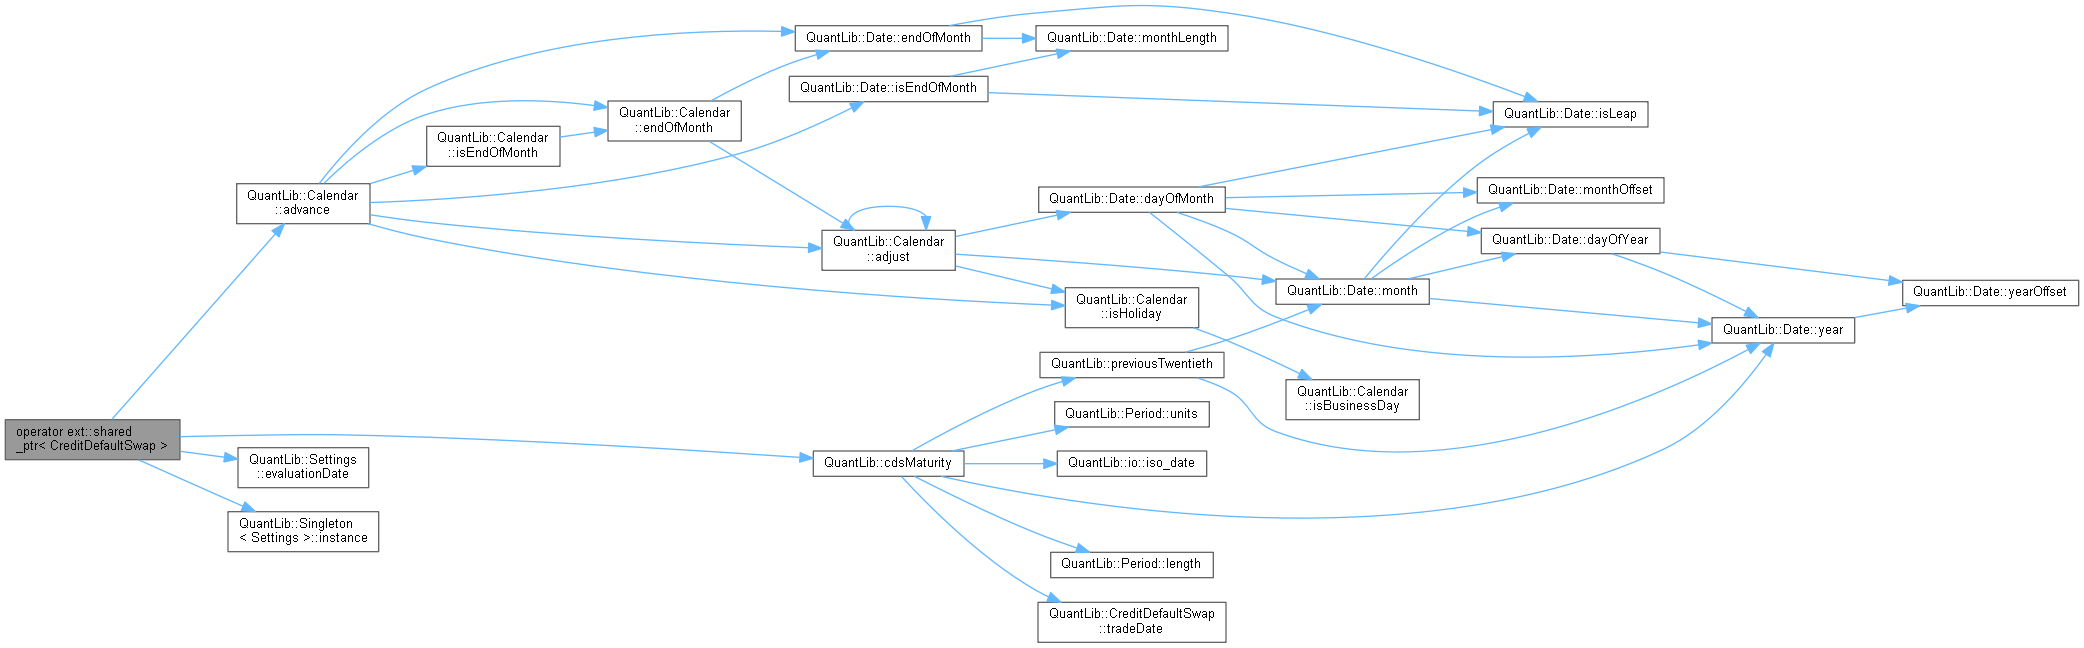 QuantLib::Date::endOfMonth
QuantLib::Date::monthLength
QuantLib::Date::isEndOfMonth
QuantLib::Calendar
::endOfMonth
QuantLib::Date::isLeap
QuantLib::Calendar
::isEndOfMonth
QuantLib::Calendar
::advance
QuantLib::Date::dayOfMonth
QuantLib::Date::monthOffset
QuantLib::Calendar
::adjust
QuantLib::Date::dayOfYear
QuantLib::Date::month
QuantLib::Date::yearOffset
QuantLib::Calendar
::isHoliday
QuantLib::Date::year
QuantLib::previousTwentieth
QuantLib::Calendar
::isBusinessDay
QuantLib::Period::units
operator ext::shared
_ptr< CreditDefaultSwap >
QuantLib::Settings
::evaluationDate
QuantLib::cdsMaturity
QuantLib::io::iso_date
QuantLib::Singleton
< Settings >::instance
QuantLib::Period::length
QuantLib::CreditDefaultSwap
::tradeDate